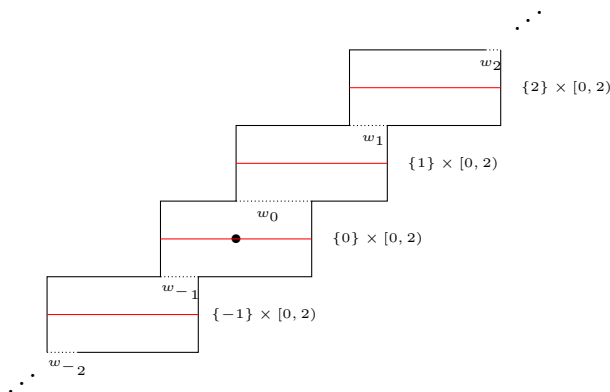 w₂
{2} × [0, 2)
w₁
{1} × [0, 2)
w₀
{0} × [0, 2)
w₋₁
{−1} × [0, 2)
w₋₂